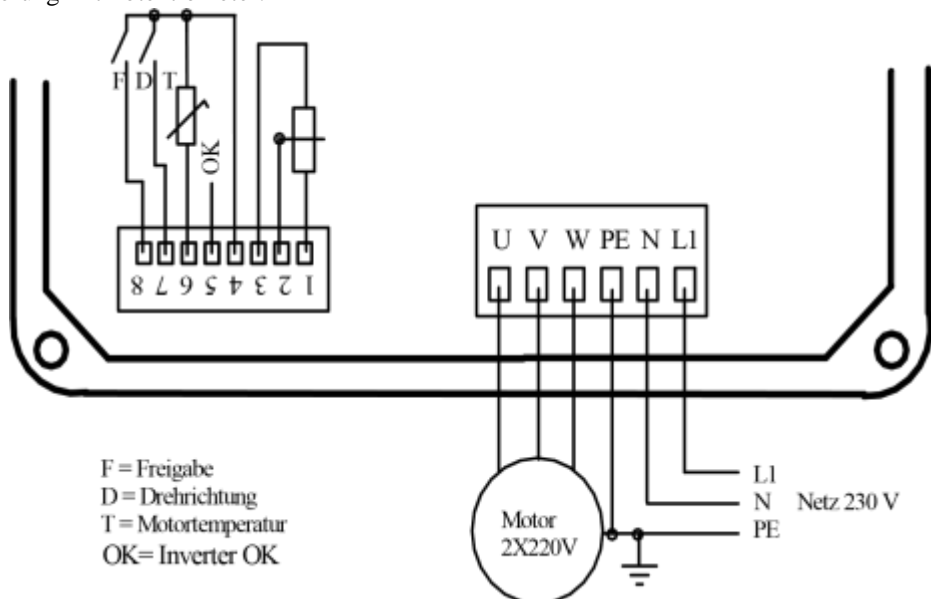 F D T
OK
8 7 6 5 4 3 2 1
U V W PE N L1
L1
N Netz 230 V
PE
Motor
2X220V
F = Freigabe
D = Drehrichtung
T = Motortemperatur
OK= Inverter OK